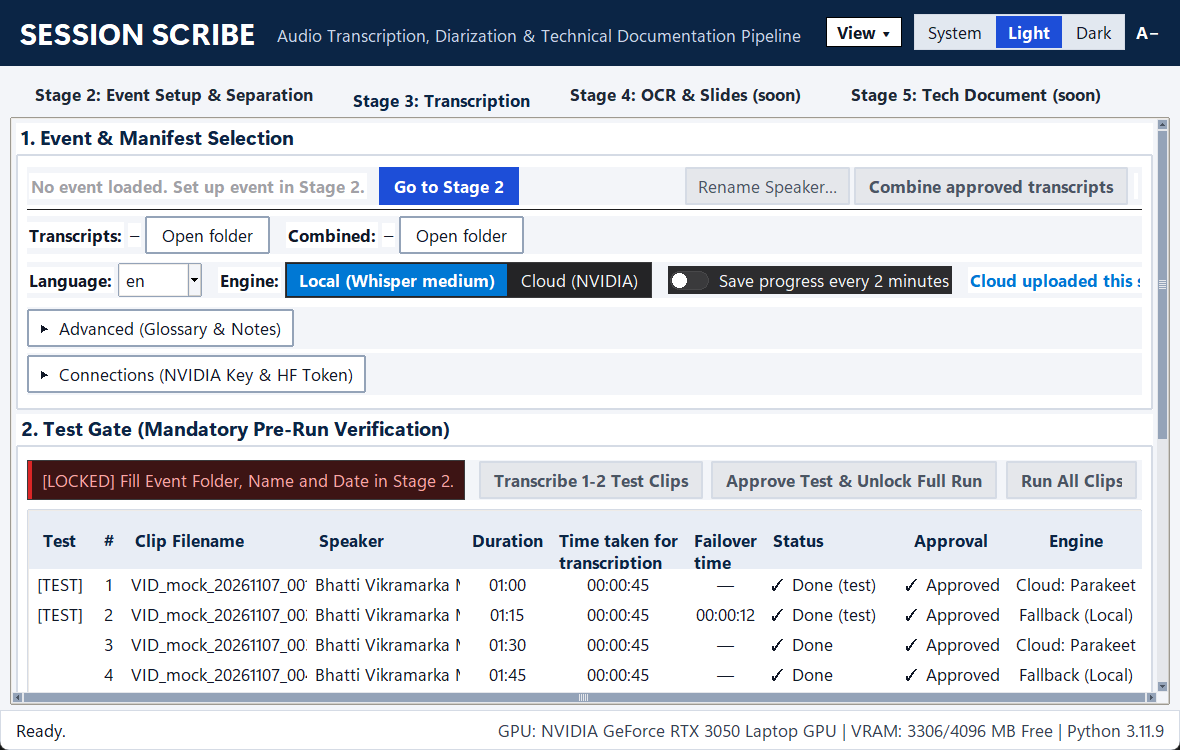 SESSION SCRIBE Audio Transcription, Diarization & Technical Documentation Pipeline View ▾ System Light Dark A−
Stage 2: Event Setup & Separation Stage 3: Transcription Stage 4: OCR & Slides (soon) Stage 5: Tech Document (soon)
1. Event & Manifest Selection
No event loaded. Set up event in Stage 2. Go to Stage 2 Rename Speaker... Combine approved transcripts
Transcripts: – Open folder Combined: – Open folder
Language: en Engine: Local (Whisper medium) Cloud (NVIDIA) Save progress every 2 minutes Cloud uploaded this
▸ Advanced (Glossary & Notes)
▸ Connections (NVIDIA Key & HF Token)
2. Test Gate (Mandatory Pre-Run Verification)
[LOCKED] Fill Event Folder, Name and Date in Stage 2. Transcribe 1-2 Test Clips Approve Test & Unlock Full Run Run All Clips
Test # Clip Filename Speaker Duration Time taken for transcription Failover time Status Approval Engine
[TEST] 1 VID_mock_20261107_00 Bhatti Vikramarka 01:00 00:00:45 — ✓ Done (test) ✓ Approved Cloud: Parakeet
[TEST] 2 VID_mock_20261107_00 Bhatti Vikramarka 01:15 00:00:45 00:00:12 ✓ Done (test) ✓ Approved Fallback (Local)
3 VID_mock_20261107_00 Bhatti Vikramarka 01:30 00:00:45 — ✓ Done ✓ Approved Cloud: Parakeet
4 VID_mock_20261107_00 Bhatti Vikramarka 01:45 00:00:45 — ✓ Done ✓ Approved Fallback (Local)
Ready. GPU: NVIDIA GeForce RTX 3050 Laptop GPU | VRAM: 3306/4096 MB Free | Python 3.11.9